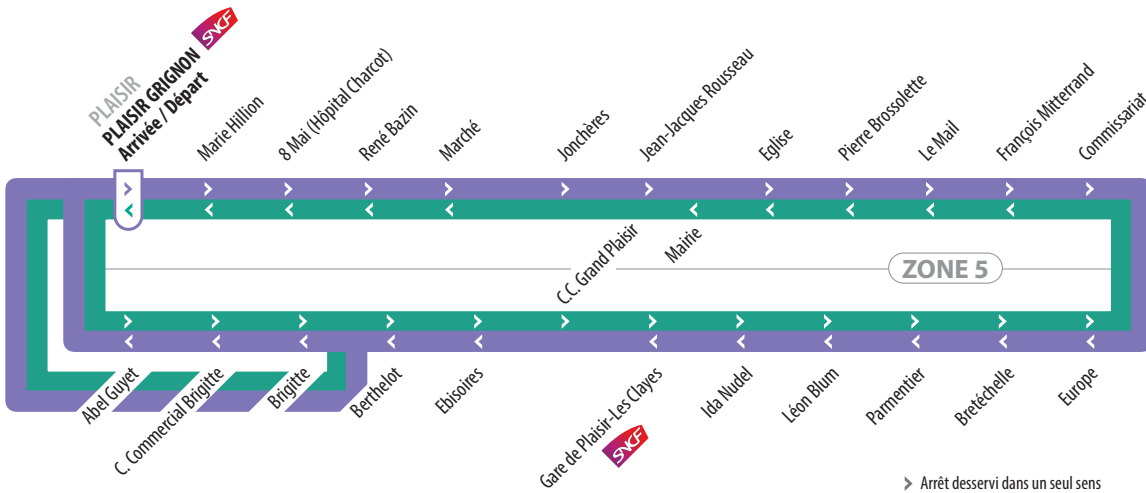 SNCF
PLAISIR
PLAISIR GRIGNON
Arrivée / Départ
Marie Hillion
8 Mai (Hôpital Charcot)
René Bazin
Marché
Jonchères
Jean-Jacques Rousseau
Eglise
Pierre Brossolette
Le Mail
François Mitterrand
Commissariat
C.C. Grand Plaisir
Mairie
ZONE 5
Abel Guyet
C. Commercial Brigitte
Brigitte
Berthelot
Ebisoires
Gare de Plaisir-Les Clayes
SNCF
Ida Nudel
Léon Blum
Parmentier
Bretéchelle
Europe
> Arrêt desservi dans un seul sens